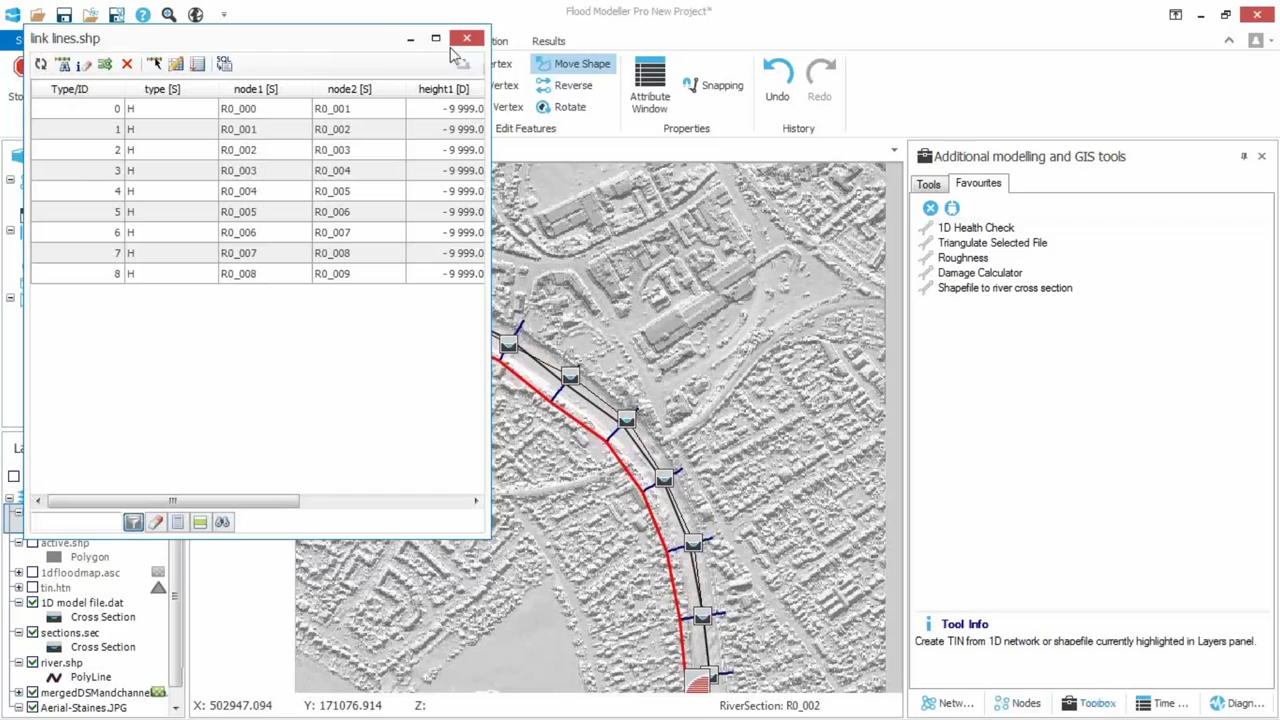 Flood Modeller Pro New Project*
link lines.shp
Results
Move Shape
Reverse
Rotate
Vertex
Edit Features
Attribute
Window
Snapping
Properties
Undo
Redo
History
Type/ID type [S] node1 [S] node2 [S] height1 [D]
0 H R0_000 R0_001 - 9 999.0
1 H R0_001 R0_002 - 9 999.0
2 H R0_002 R0_003 - 9 999.0
3 H R0_003 R0_004 - 9 999.0
4 H R0_004 R0_005 - 9 999.0
5 H R0_005 R0_006 - 9 999.0
6 H R0_006 R0_007 - 9 999.0
7 H R0_007 R0_008 - 9 999.0
8 H R0_008 R0_009 - 9 999.0
Additional modelling and GIS tools
Tools Favourites
1D Health Check
Triangulate Selected File
Roughness
Damage Calculator
Shapefile to river cross section
active.shp
Polygon
1dfloodmap.asc
tin.htn
1D model file.dat
Cross Section
sections.sec
Cross Section
river.shp
PolyLine
mergedDSMandchannel
Aerial-Staines.JPG
Tool Info
Create TIN from 1D network or shapefile currently highlighted in Layers panel.
X: 502947.094 Y: 171076.914 Z: RiverSection: R0_002
Netw... Nodes Toolbox Time ... Diagn...